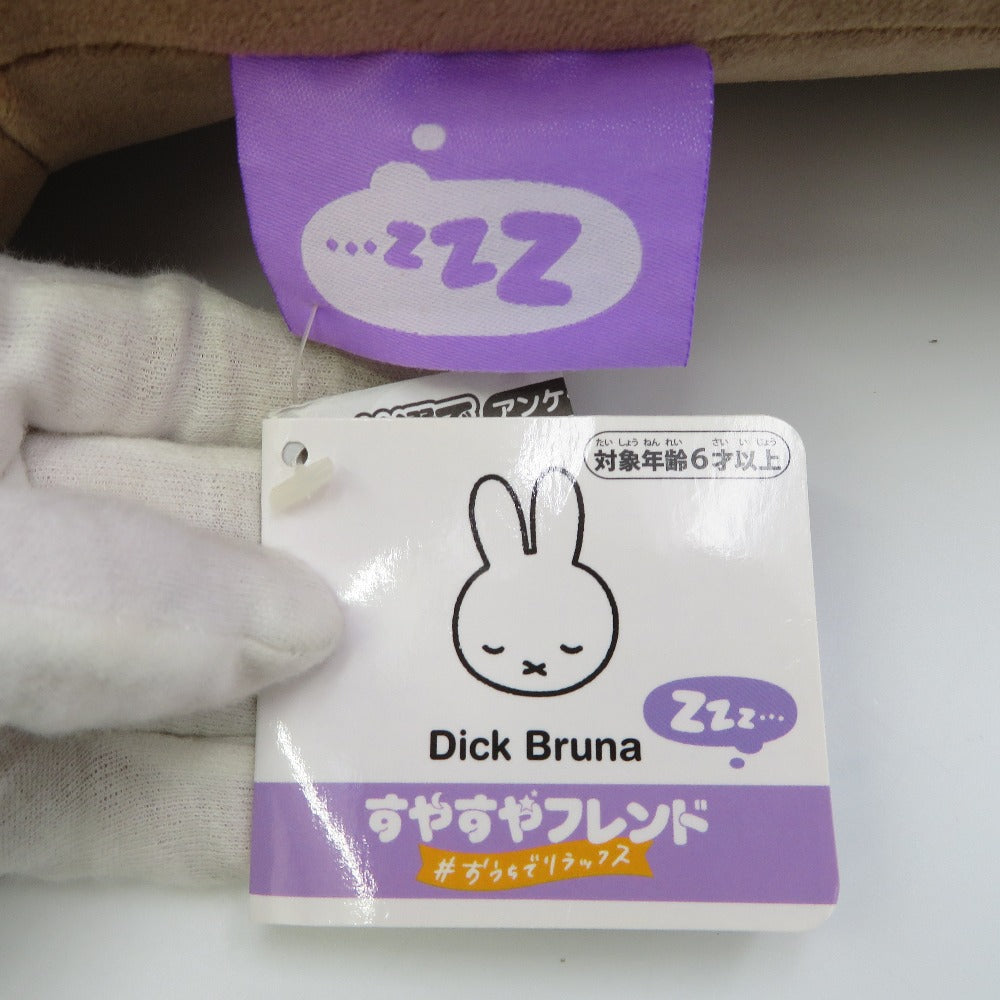 ...zzZ
アンケ
たいしょうねんれい さいいじょう
対象年齢6才以上
Zzz...
Dick Bruna
すやすやフレンド
#おうちでリラックス